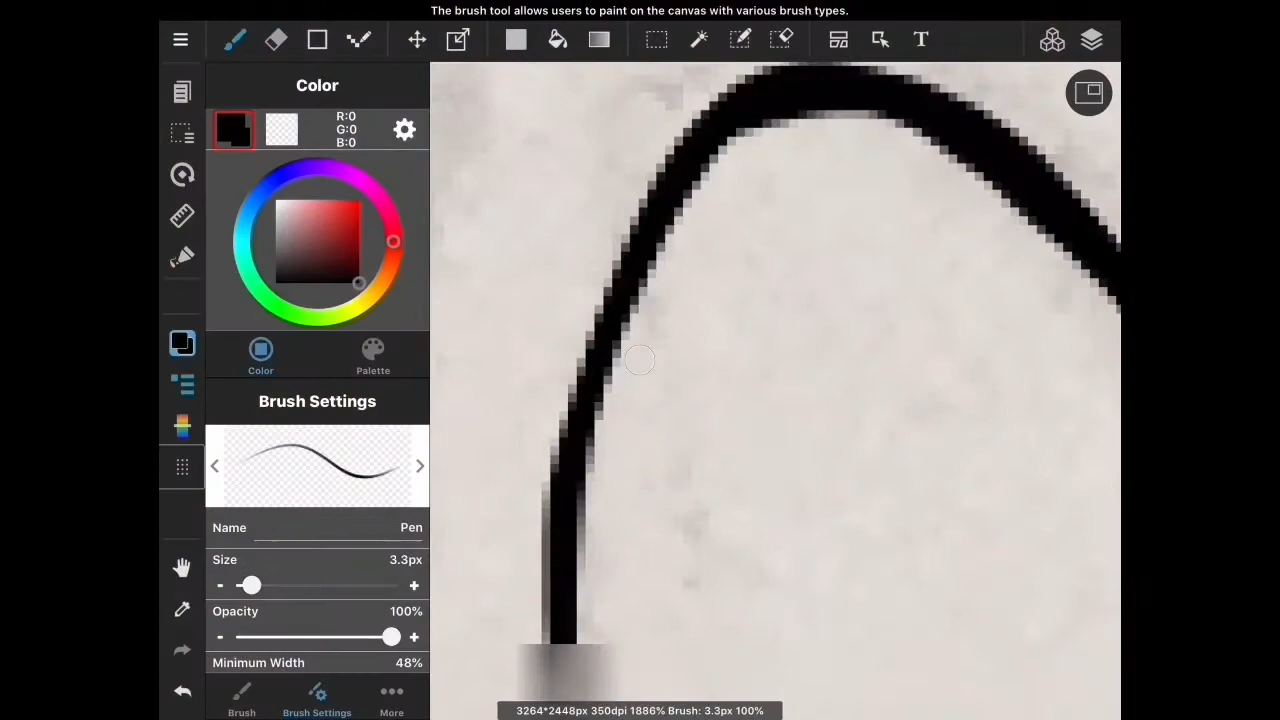 The brush tool allows users to paint on the canvas with various brush types.
T
Color
R:0
G:0
B:0
Color Palette
Brush Settings
Name Pen
Size 3.3px
- +
Opacity 100%
- +
Minimum Width 48%
Brush Brush Settings More
3264*2448px 350dpi 1886% Brush: 3.3px 100%